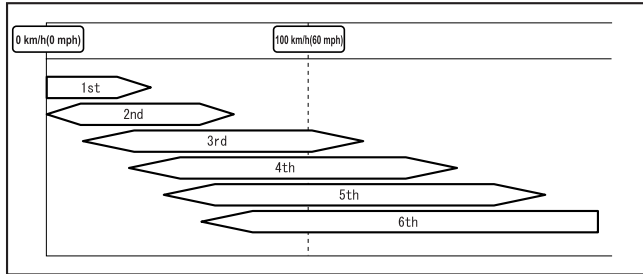 0 km/h(0 mph)
100 km/h(60 mph)
1st
2nd
3rd
4th
5th
6th